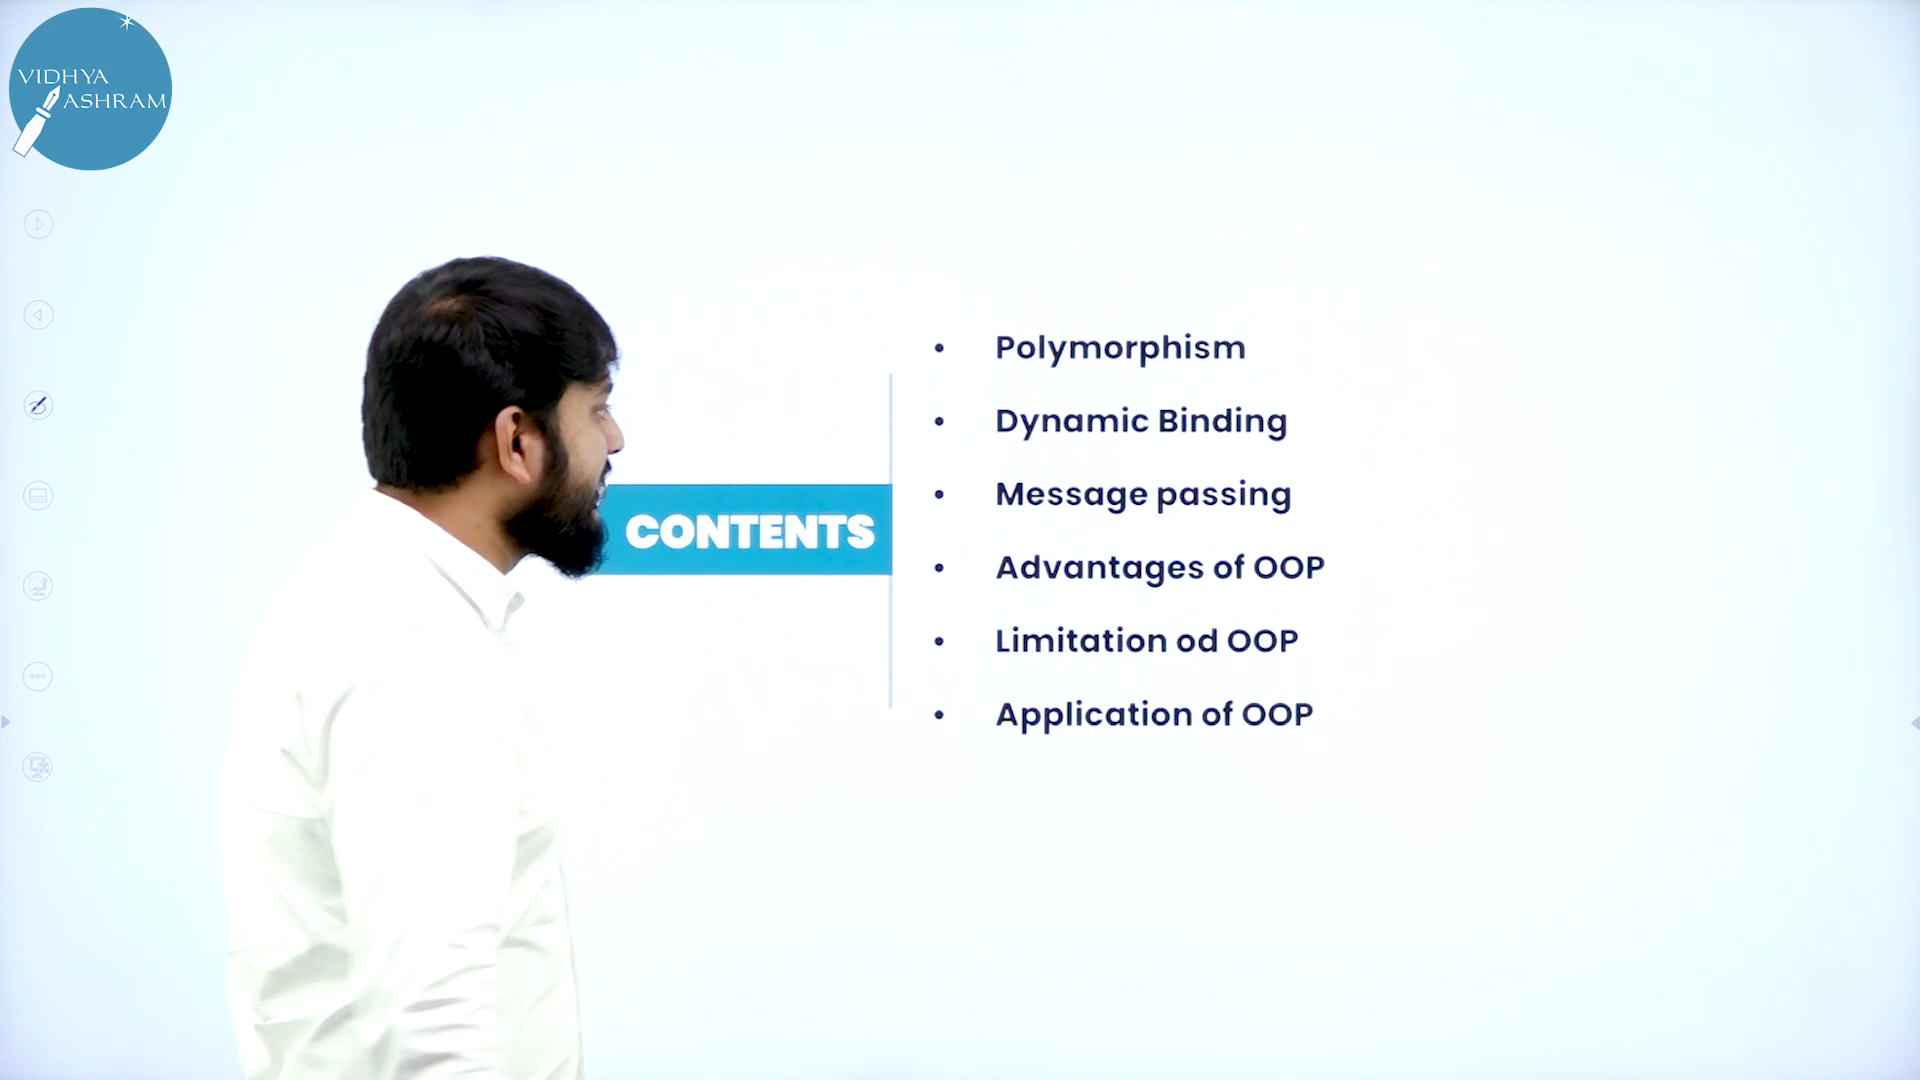 VIDHYA
ASHRAM
CONTENTS
• Polymorphism
• Dynamic Binding
• Message passing
• Advantages of OOP
• Limitation od OOP
• Application of OOP